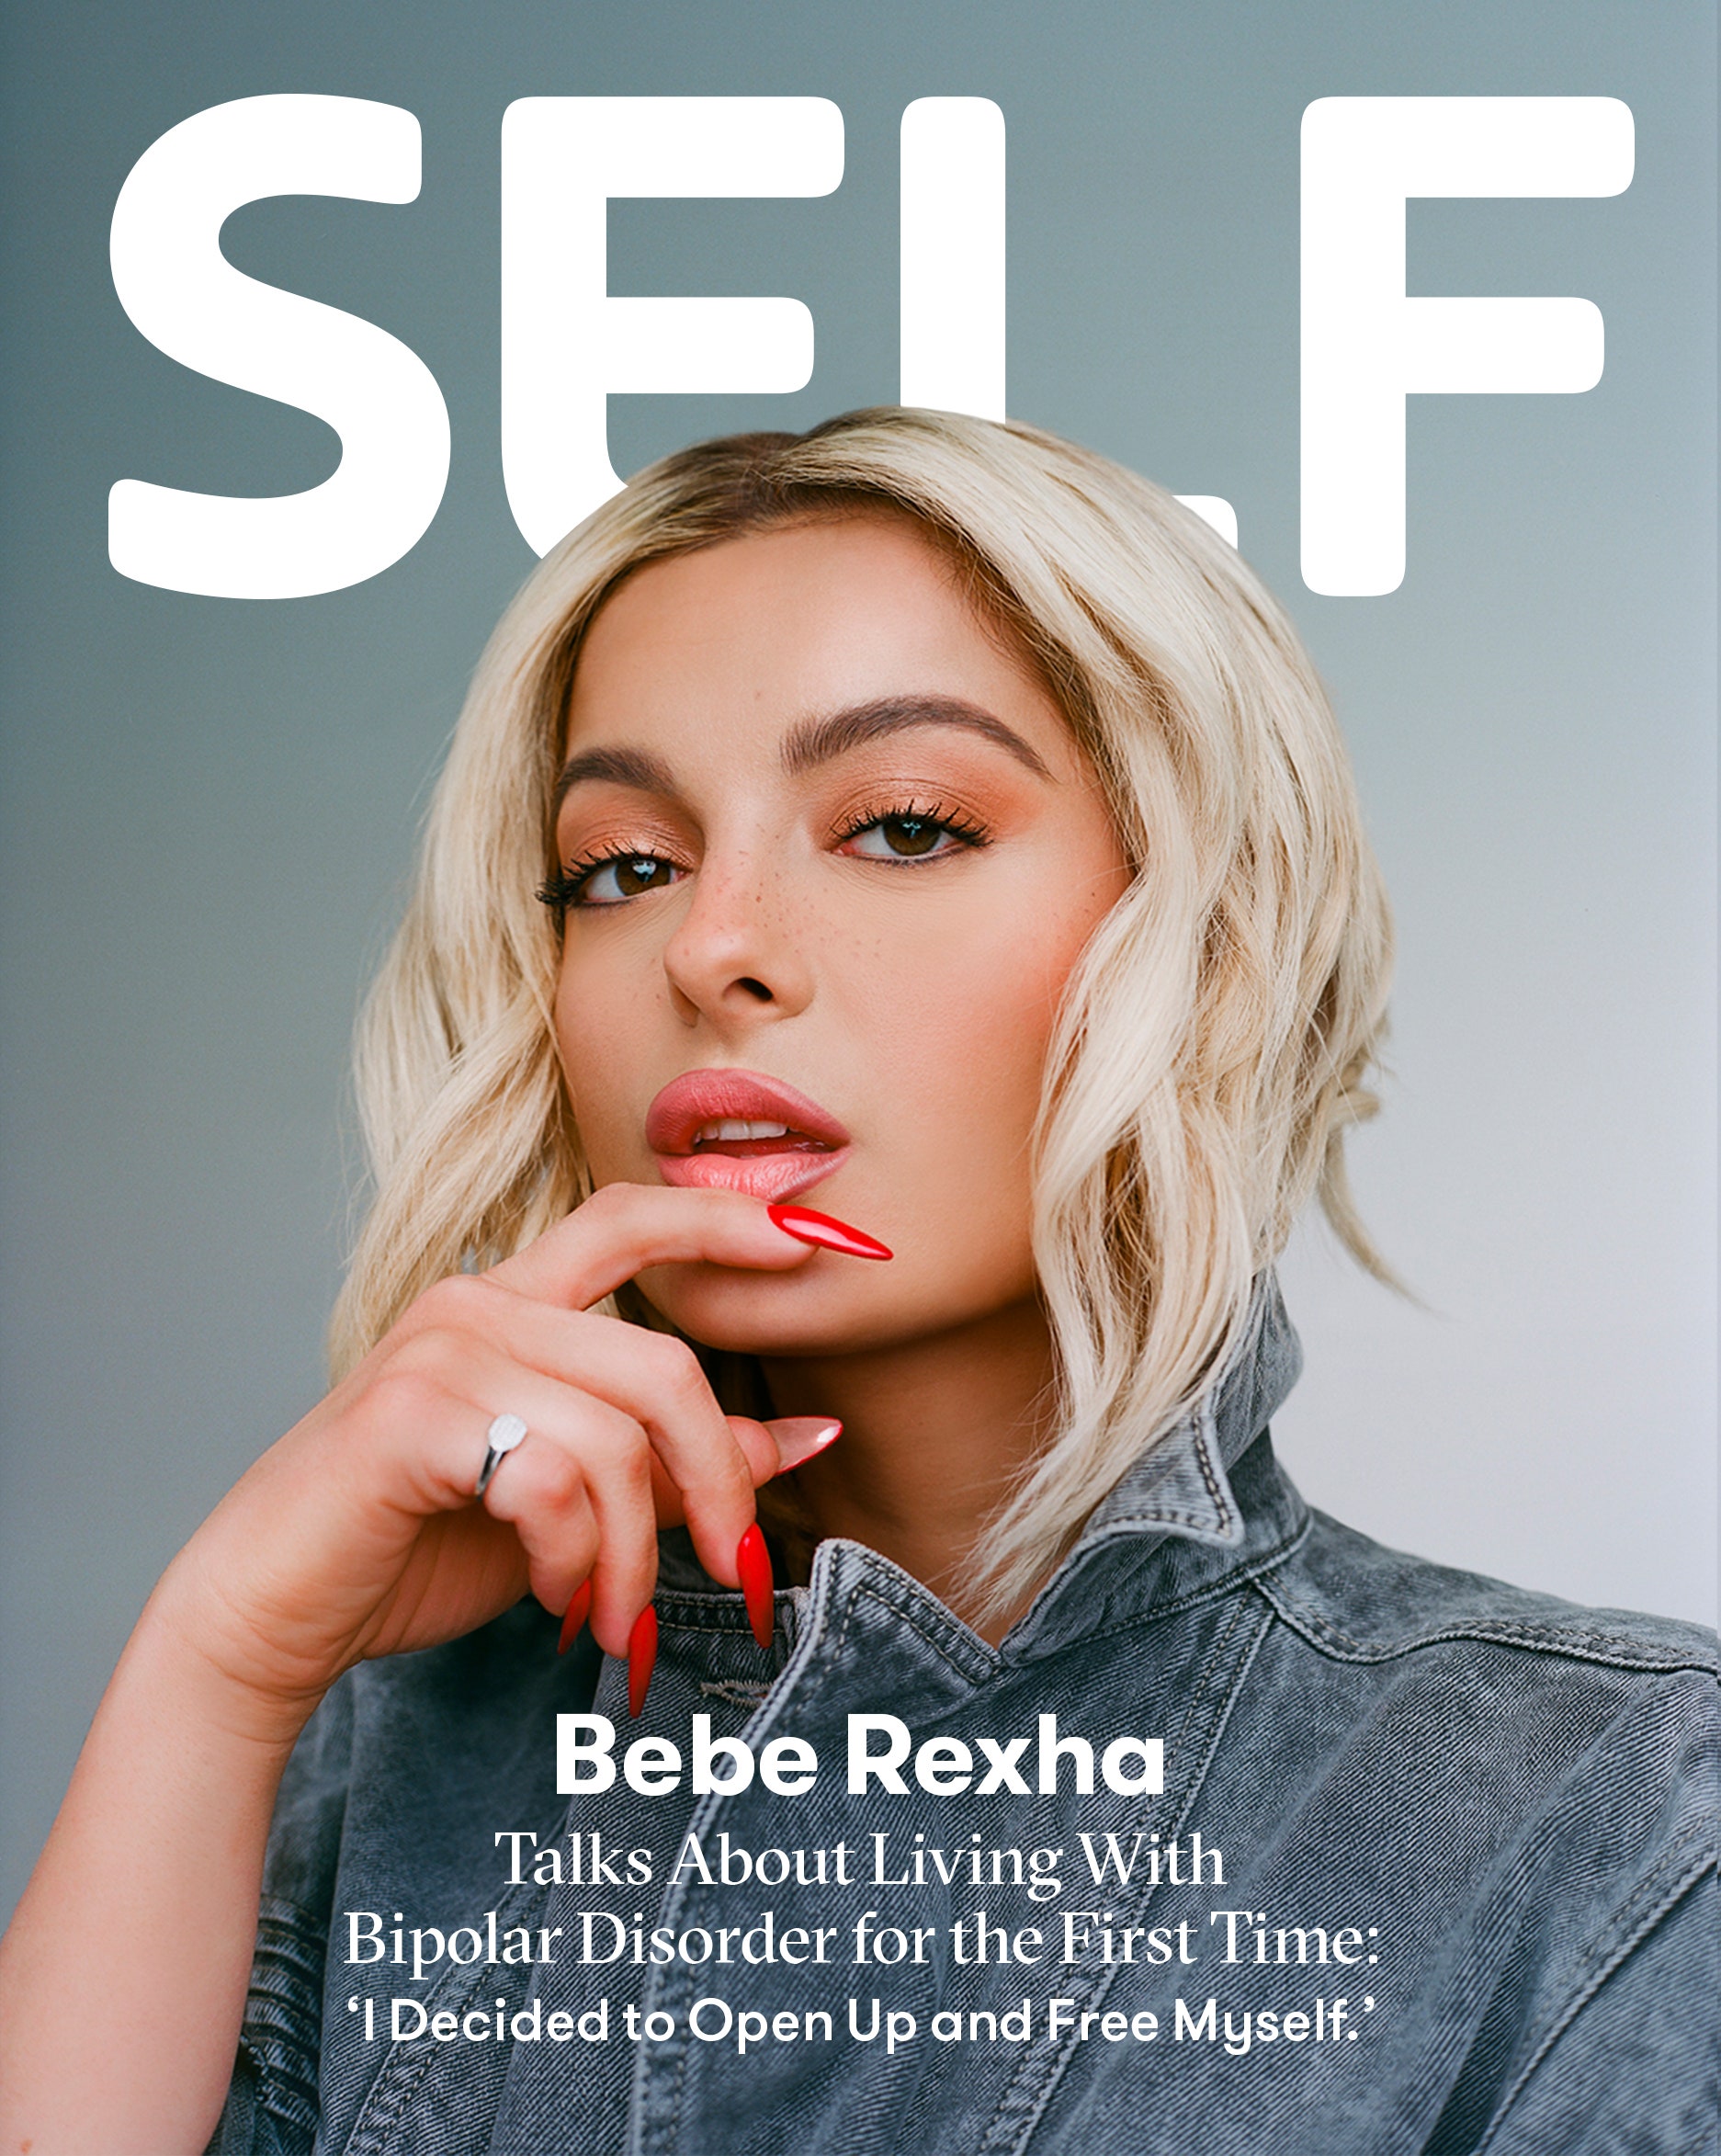 SELF
Bebe Rexha
Talks About Living With
Bipolar Disorder for the First Time:
‘I Decided to Open Up and Free Myself.’